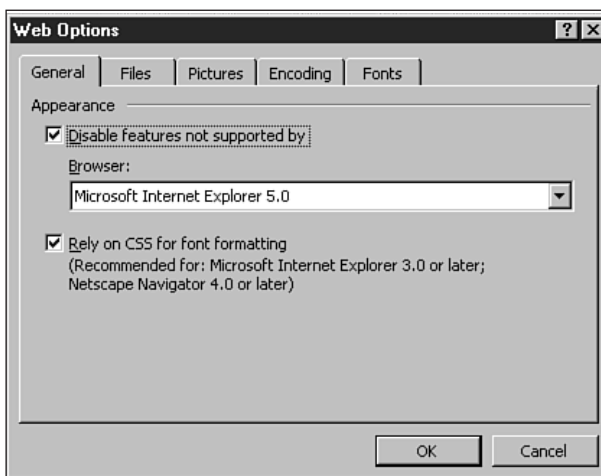 Web Options
General Files Pictures Encoding Fonts
Appearance
Disable features not supported by
Browser:
Microsoft Internet Explorer 5.0
Rely on CSS for font formatting
(Recommended for: Microsoft Internet Explorer 3.0 or later;
Netscape Navigator 4.0 or later)
OK Cancel